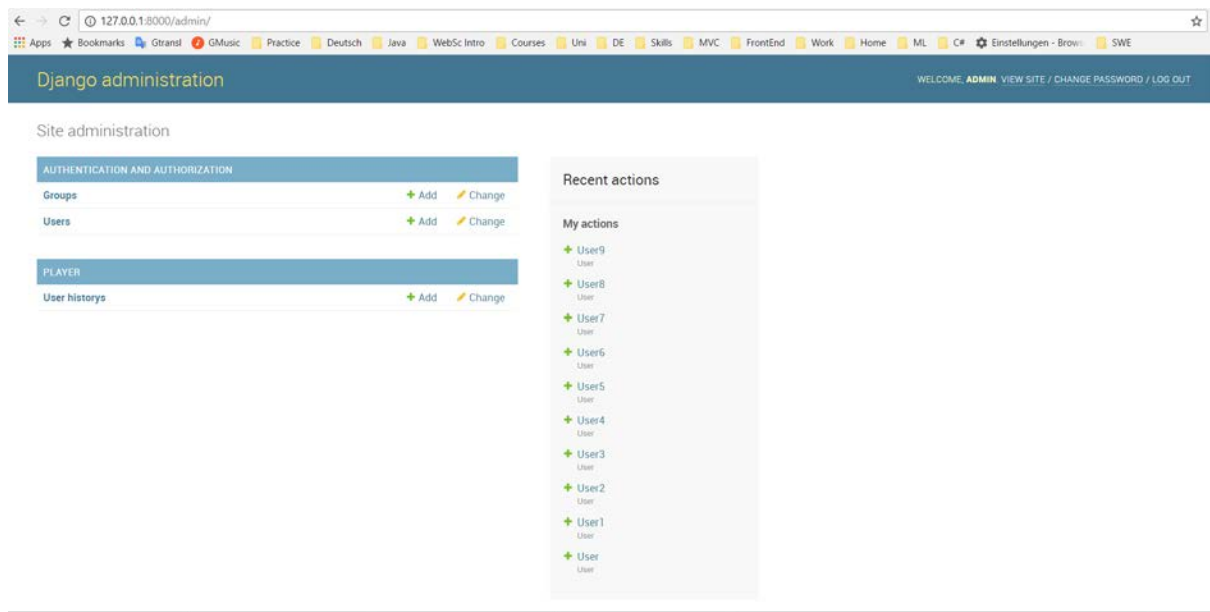 127.0.0.1:8000/admin/
Apps Bookmarks Gtransl GMusic Practice Deutsch Java WebSc Intro Courses Uni DE Skills MVC FrontEnd Work Home ML C# Einstellungen - Brows SWE
Django administration
WELCOME, ADMIN. VIEW SITE / CHANGE PASSWORD / LOG OUT
Site administration
AUTHENTICATION AND AUTHORIZATION
Groups Add Change
Users Add Change
PLAYER
User historys Add Change
Recent actions
My actions
User9
User
User8
User
User7
User
User6
User
User5
User
User4
User
User3
User
User2
User
User1
User
User
User